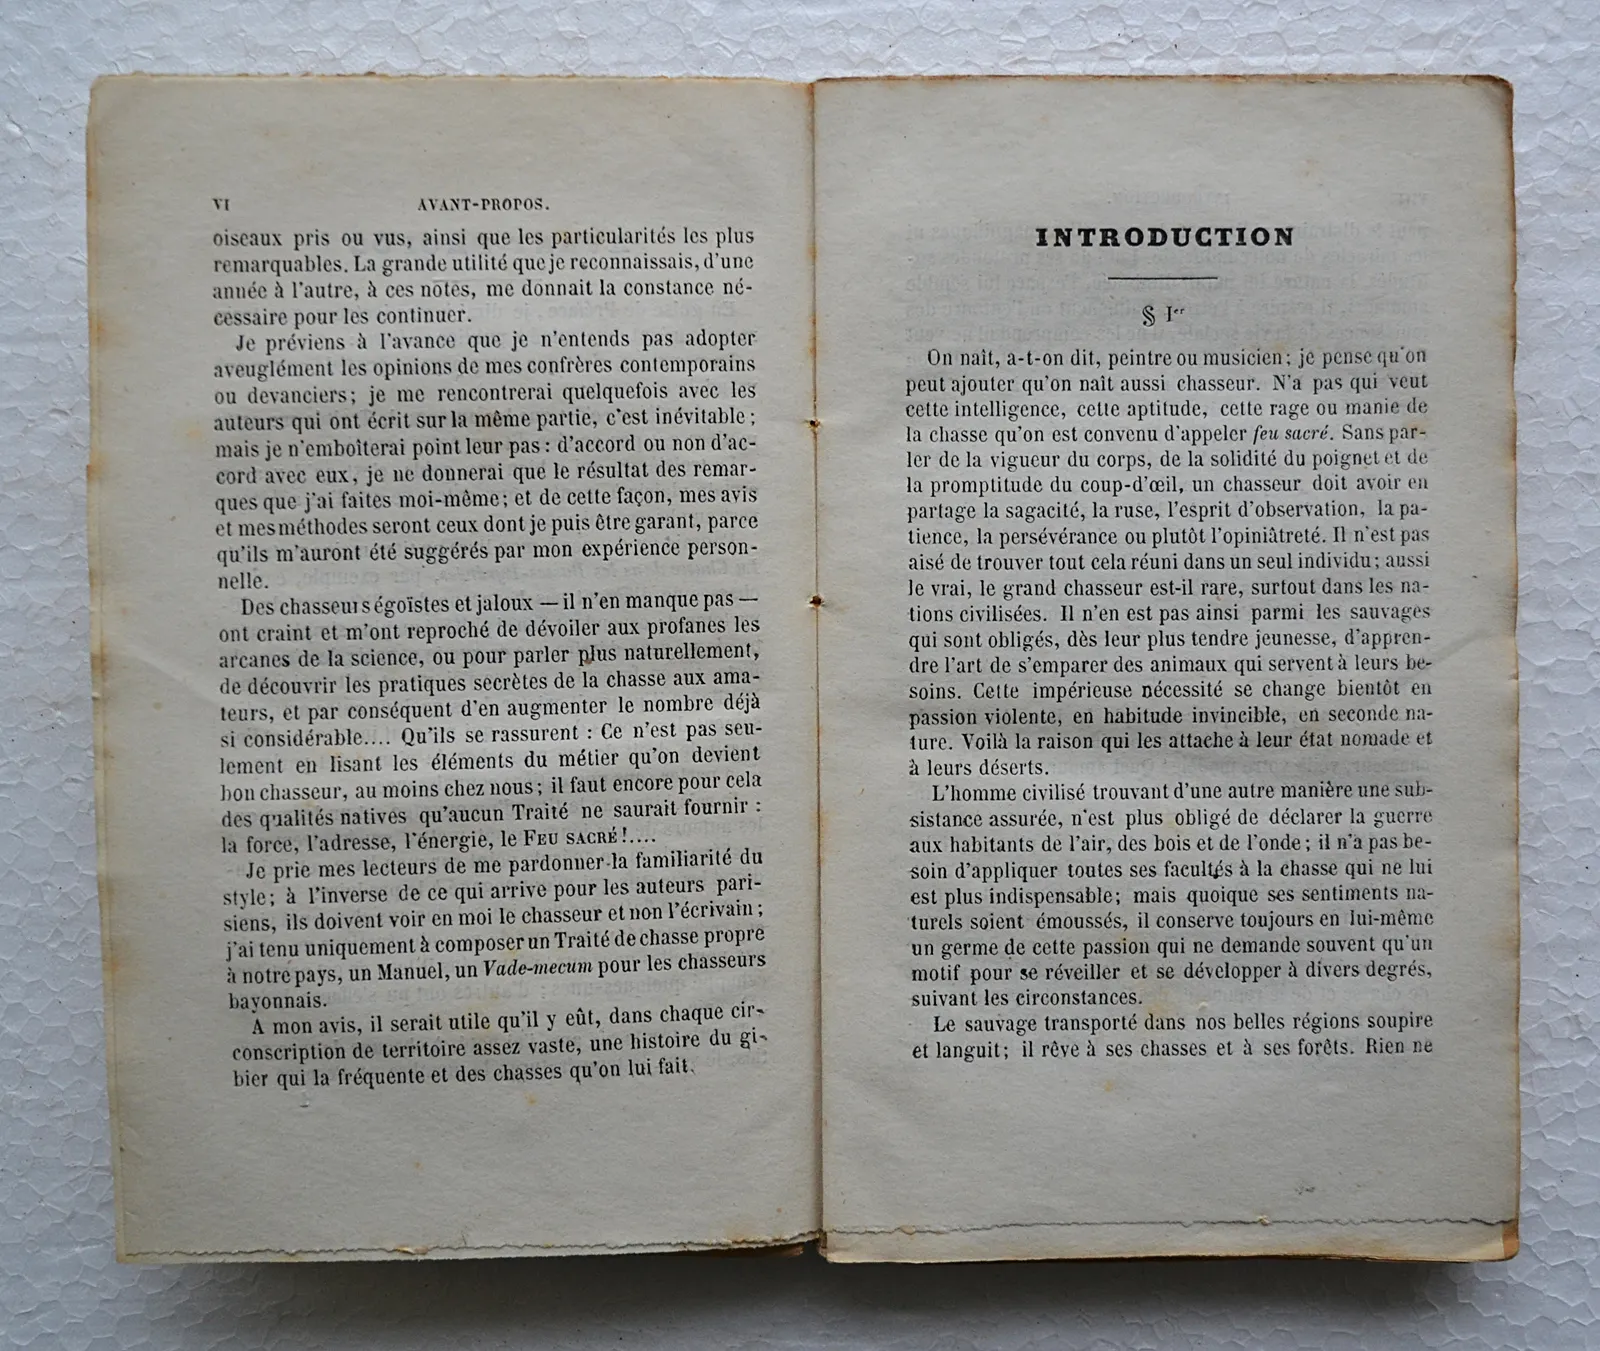 VI AVANT-PROPOS.
oiseaux pris ou vus, ainsi que les particularités les plus
remarquables. La grande utilité que je reconnaissais, d'une
année à l'autre, à ces notes, me donnait la constance né-
cessaire pour les continuer.
Je préviens à l'avance que je n'entends pas adopter
aveuglément les opinions de mes confrères contemporains
ou devanciers; je me rencontrerai quelquefois avec les
auteurs qui ont écrit sur la même partie, c'est inévitable;
mais je n'emboîterai point leur pas : d'accord ou non d'ac-
cord avec eux, je ne donnerai que le résultat des remar-
ques que j'ai faites moi-même; et de cette façon, mes avis
et mes méthodes seront ceux dont je puis être garant, parce
qu'ils m'auront été suggérés par mon expérience person-
nelle.
Des chasseurs égoïstes et jaloux — il n'en manque pas —
ont craint et m'ont reproché de dévoiler aux profanes les
arcanes de la science, ou pour parler plus naturellement,
de découvrir les pratiques secrètes de la chasse aux ama-
teurs, et par conséquent d'en augmenter le nombre déjà
si considérable.... Qu'ils se rassurent : Ce n'est pas seu-
lement en lisant les éléments du métier qu'on devient
bon chasseur, au moins chez nous; il faut encore pour cela
des qualités natives qu'aucun Traité ne saurait fournir :
la force, l'adresse, l'énergie, le FEU SACRÉ!....
Je prie mes lecteurs de me pardonner la familiarité du
style; à l'inverse de ce qui arrive pour les auteurs pari-
siens, ils doivent voir en moi le chasseur et non l'écrivain;
j'ai tenu uniquement à composer un Traité de chasse propre
à notre pays, un Manuel, un Vade-mecum pour les chasseurs
bayonnais.
A mon avis, il serait utile qu'il y eût, dans chaque cir-
conscription de territoire assez vaste, une histoire du gi-
bier qui la fréquente et des chasses qu'on lui fait.
INTRODUCTION
§ Ier
On naît, a-t-on dit, peintre ou musicien; je pense qu'on
peut ajouter qu'on naît aussi chasseur. N'a pas qui veut
cette intelligence, cette aptitude, cette rage ou manie de
la chasse qu'on est convenu d'appeler feu sacré. Sans par-
ler de la vigueur du corps, de la solidité du poignet et de
la promptitude du coup-d'œil, un chasseur doit avoir en
partage la sagacité, la ruse, l'esprit d'observation, la pa-
tience, la persévérance ou plutôt l'opiniâtreté. Il n'est pas
aisé de trouver tout cela réuni dans un seul individu; aussi
le vrai, le grand chasseur est-il rare, surtout dans les na-
tions civilisées. Il n'en est pas ainsi parmi les sauvages
qui sont obligés, dès leur plus tendre jeunesse, d'appren-
dre l'art de s'emparer des animaux qui servent à leurs be-
soins. Cette impérieuse nécessité se change bientôt en
passion violente, en habitude invincible, en seconde na-
ture. Voilà la raison qui les attache à leur état nomade et
à leurs déserts.
L'homme civilisé trouvant d'une autre manière une sub-
sistance assurée, n'est plus obligé de déclarer la guerre
aux habitants de l'air, des bois et de l'onde; il n'a pas be-
soin d'appliquer toutes ses facultés à la chasse qui ne lui
est plus indispensable; mais quoique ses sentiments na-
turels soient émoussés, il conserve toujours en lui-même
un germe de cette passion qui ne demande souvent qu'un
motif pour se réveiller et se développer à divers degrés,
suivant les circonstances.
Le sauvage transporté dans nos belles régions soupire
et languit; il rêve à ses chasses et à ses forêts. Rien ne